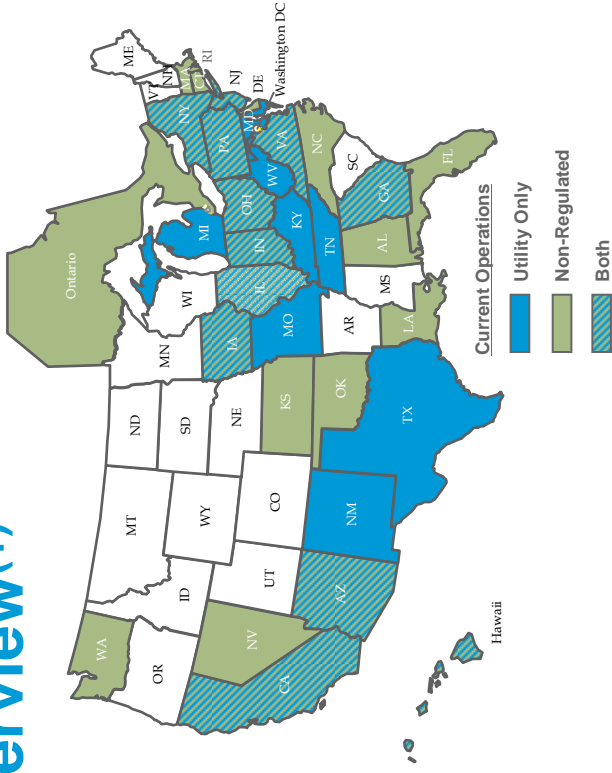 erview(1)
WA
OR
CA
NV
ID
MT
WY
UT
AZ
CO
NM
ND
SD
NE
KS
OK
TX
MN
IA
MO
AR
LA
WI
IL
MS
MI
IN
OH
KY
TN
AL
GA
FL
SC
NC
VA
WV
PA
NY
VT
NH
ME
MA
CT
RI
NJ
DE
MD
Washington DC
Ontario
Hawaii
Current Operations
Utility Only
Non-Regulated
Both